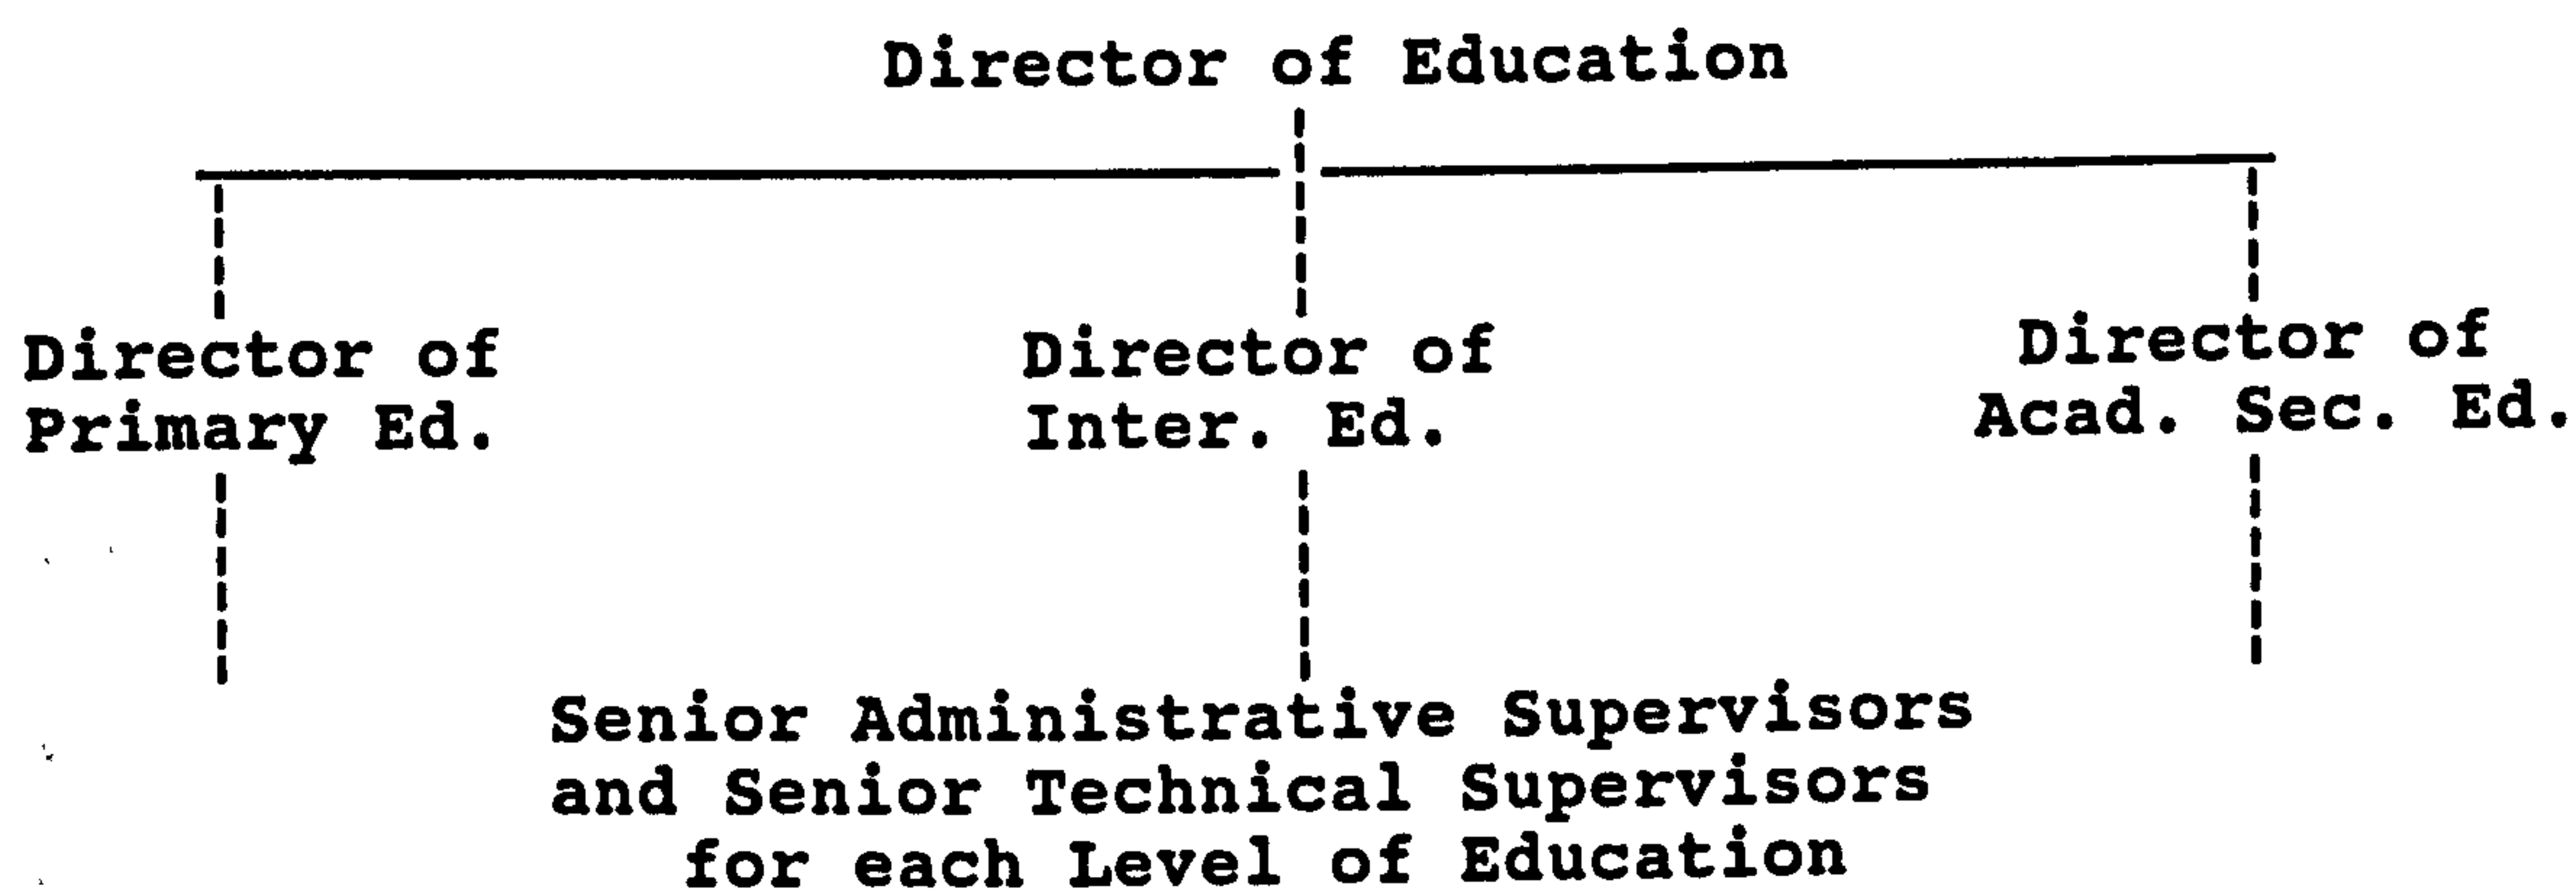 Director of Education
Director of
Primary Ed.
Director of
Inter. Ed.
Director of
Acad. Sec. Ed.
Senior Administrative Supervisors
and Senior Technical Supervisors
for each Level of Education